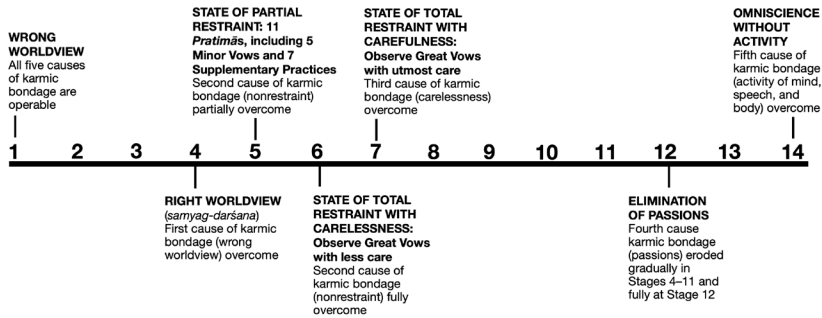 WRONG
WORLDVIEW
All five causes
of karmic
bondage are
operable
STATE OF PARTIAL
RESTRAINT: 11
Pratimās, including 5
Minor Vows and 7
Supplementary Practices
Second cause of karmic
bondage (nonrestraint)
partially overcome
STATE OF TOTAL
RESTRAINT WITH
CAREFULNESS:
Observe Great Vows
with utmost care
Third cause of karmic
bondage (carelessness)
overcome
OMNISCIENCE
WITHOUT
ACTIVITY
Fifth cause of
karmic bondage
(activity of mind,
speech, and
body) overcome
1 2 3 4 5 6 7 8 9 10 11 12 13 14
RIGHT WORLDVIEW
(samyag-darśana)
First cause of karmic
bondage (wrong
worldview) overcome
STATE OF TOTAL
RESTRAINT WITH
CARELESSNESS:
Observe Great Vows
with less care
Second cause of
karmic bondage
(nonrestraint) fully
overcome
ELIMINATION
OF PASSIONS
Fourth cause
karmic bondage
(passions) eroded
gradually in
Stages 4–11 and
fully at Stage 12